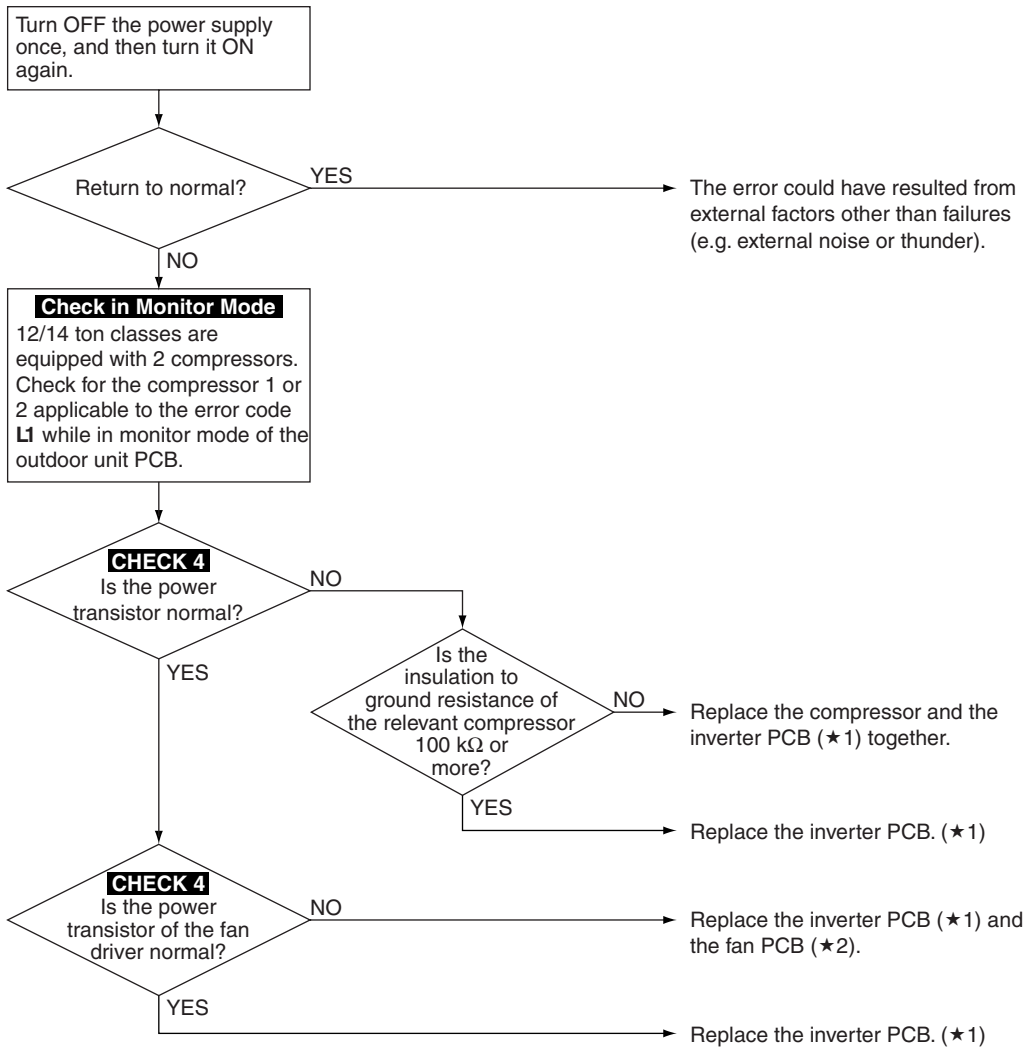 Turn OFF the power supply
once, and then turn it ON
again.
Return to normal?
YES
The error could have resulted from
external factors other than failures
(e.g. external noise or thunder).
NO
Check in Monitor Mode
12/14 ton classes are
equipped with 2 compressors.
Check for the compressor 1 or
2 applicable to the error code
L1 while in monitor mode of the
outdoor unit PCB.
CHECK 4
Is the power
transistor normal?
NO
YES
Is the
insulation to
ground resistance of
the relevant compressor
100 kΩ or
more?
NO
Replace the compressor and the
inverter PCB (★1) together.
YES
Replace the inverter PCB. (★1)
CHECK 4
Is the power
transistor of the fan
driver normal?
NO
Replace the inverter PCB (★1) and
the fan PCB (★2).
YES
Replace the inverter PCB. (★1)